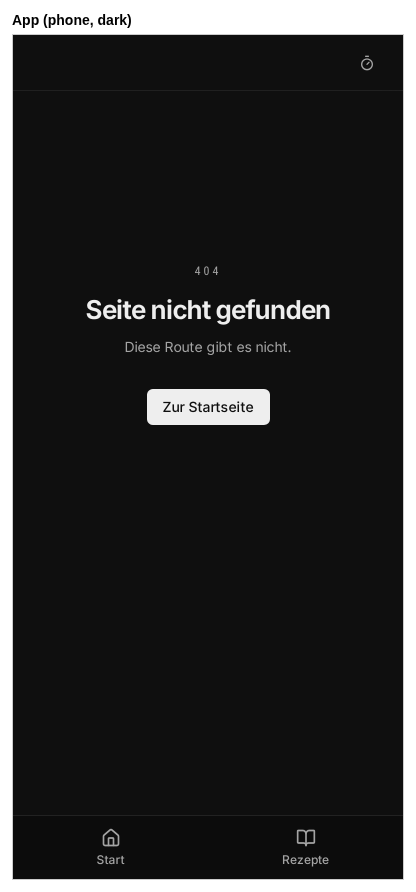 App (phone, dark)
404
Seite nicht gefunden
Diese Route gibt es nicht.
Zur Startseite
Start
Rezepte